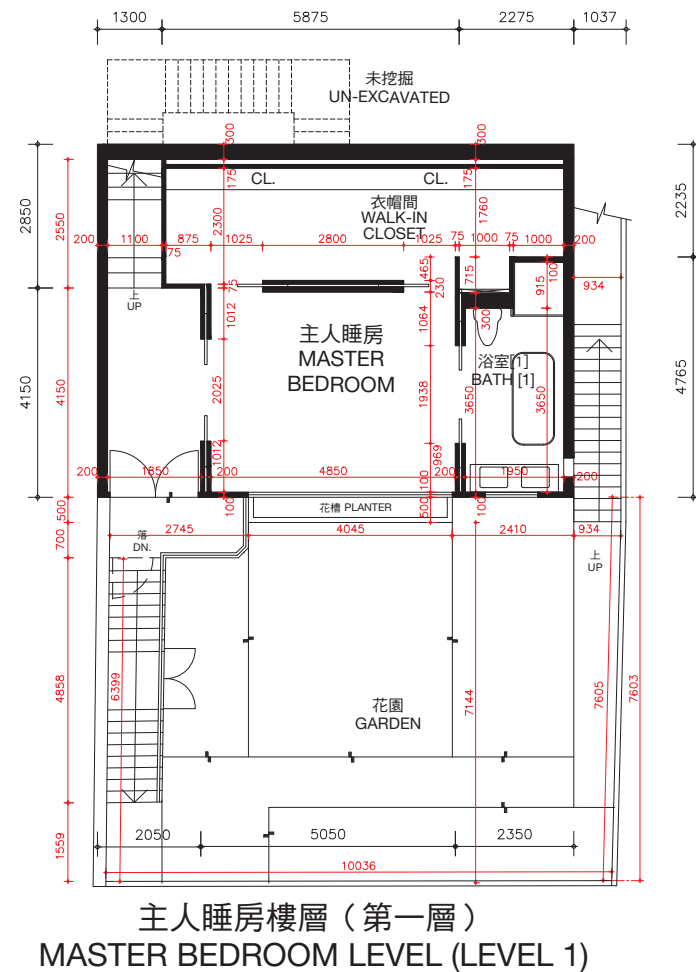 1300 5875 2275 1037
未挖掘
UN-EXCAVATED
300 300
CL. CL.
175 175
衣帽間
WALK-IN
CLOSET
2850 2550 2300 1760 2235
200 1100 875 1025 2800 1025 75 1000 75 1000 200
75
465 715 915 100
934
75 230
上
UP
1012 1064 300
主人睡房
MASTER
BEDROOM
浴室[1]
BATH [1]
4150 4150 2025 1938 3650 3650 4765
1012 969
200 1850 200 4850 200 1950 200
100 100 100
500 花槽 PLANTER 500
700 2745 4045 2410 934
落
DN.
上
UP
4858 6399 7144 7605 7603
花園
GARDEN
1559 2050 5050 2350
10036
主人睡房樓層（第一層）
MASTER BEDROOM LEVEL (LEVEL 1)